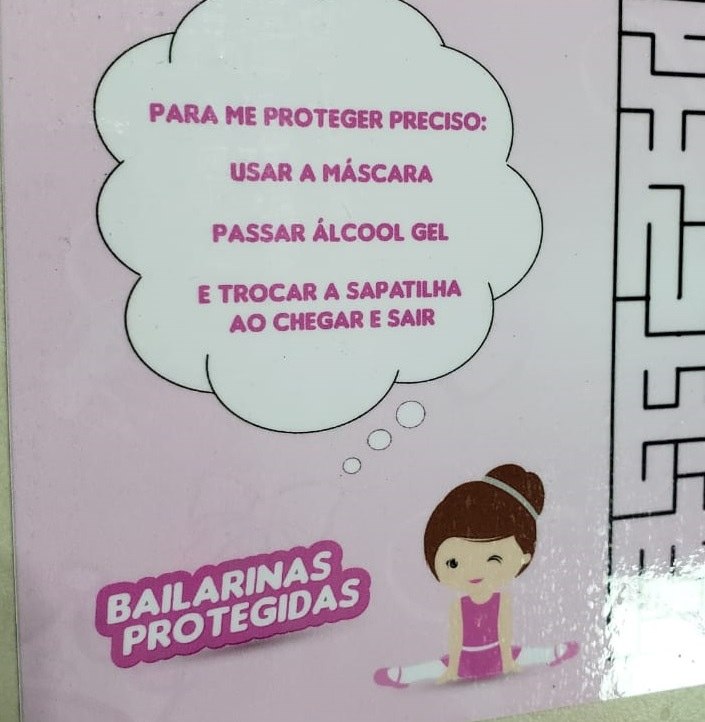 PARA ME PROTEGER PRECISO:
USAR A MÁSCARA
PASSAR ÁLCOOL GEL
E TROCAR A SAPATILHA
AO CHEGAR E SAIR
BAILARINAS
PROTEGIDAS